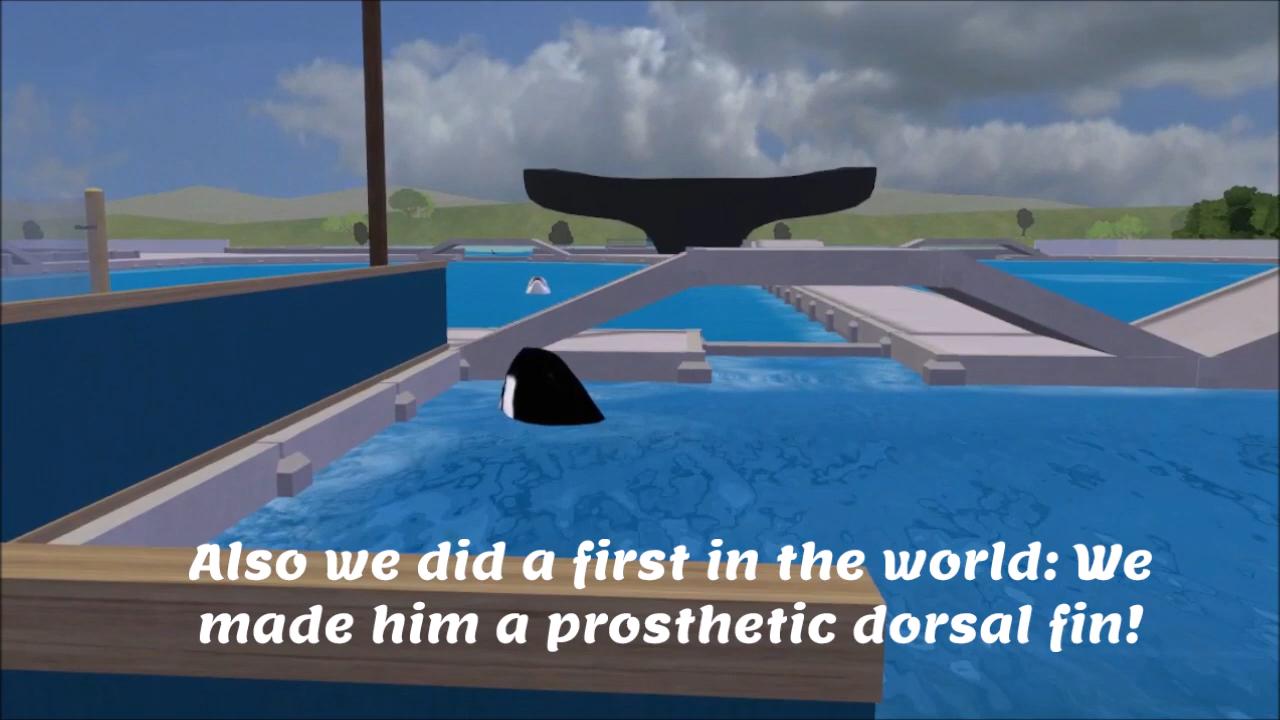 Also we did a first in the world: We
made him a prosthetic dorsal fin!